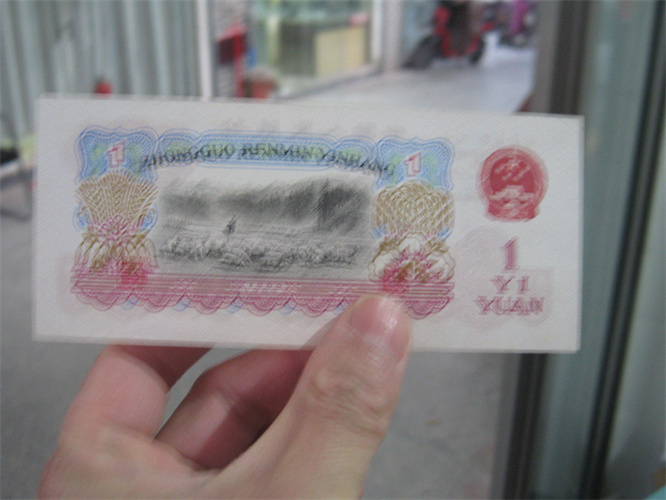 1 ZHONGGUO RENMIN YINHANG 1
1
YI
YUAN